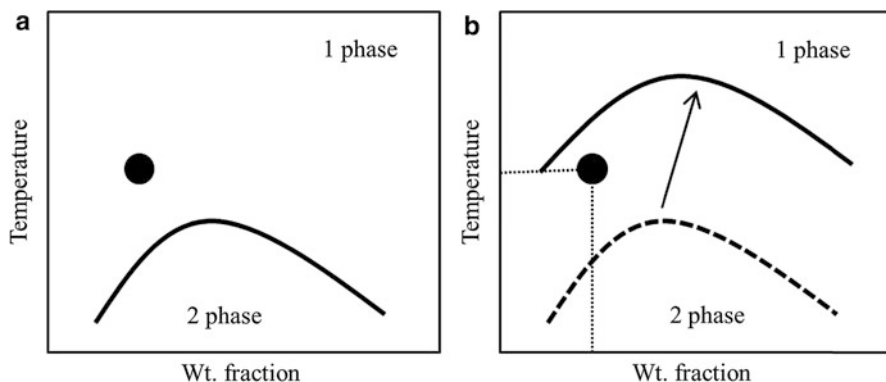 a
1 phase
Temperature
2 phase
Wt. fraction
b
1 phase
Temperature
2 phase
Wt. fraction